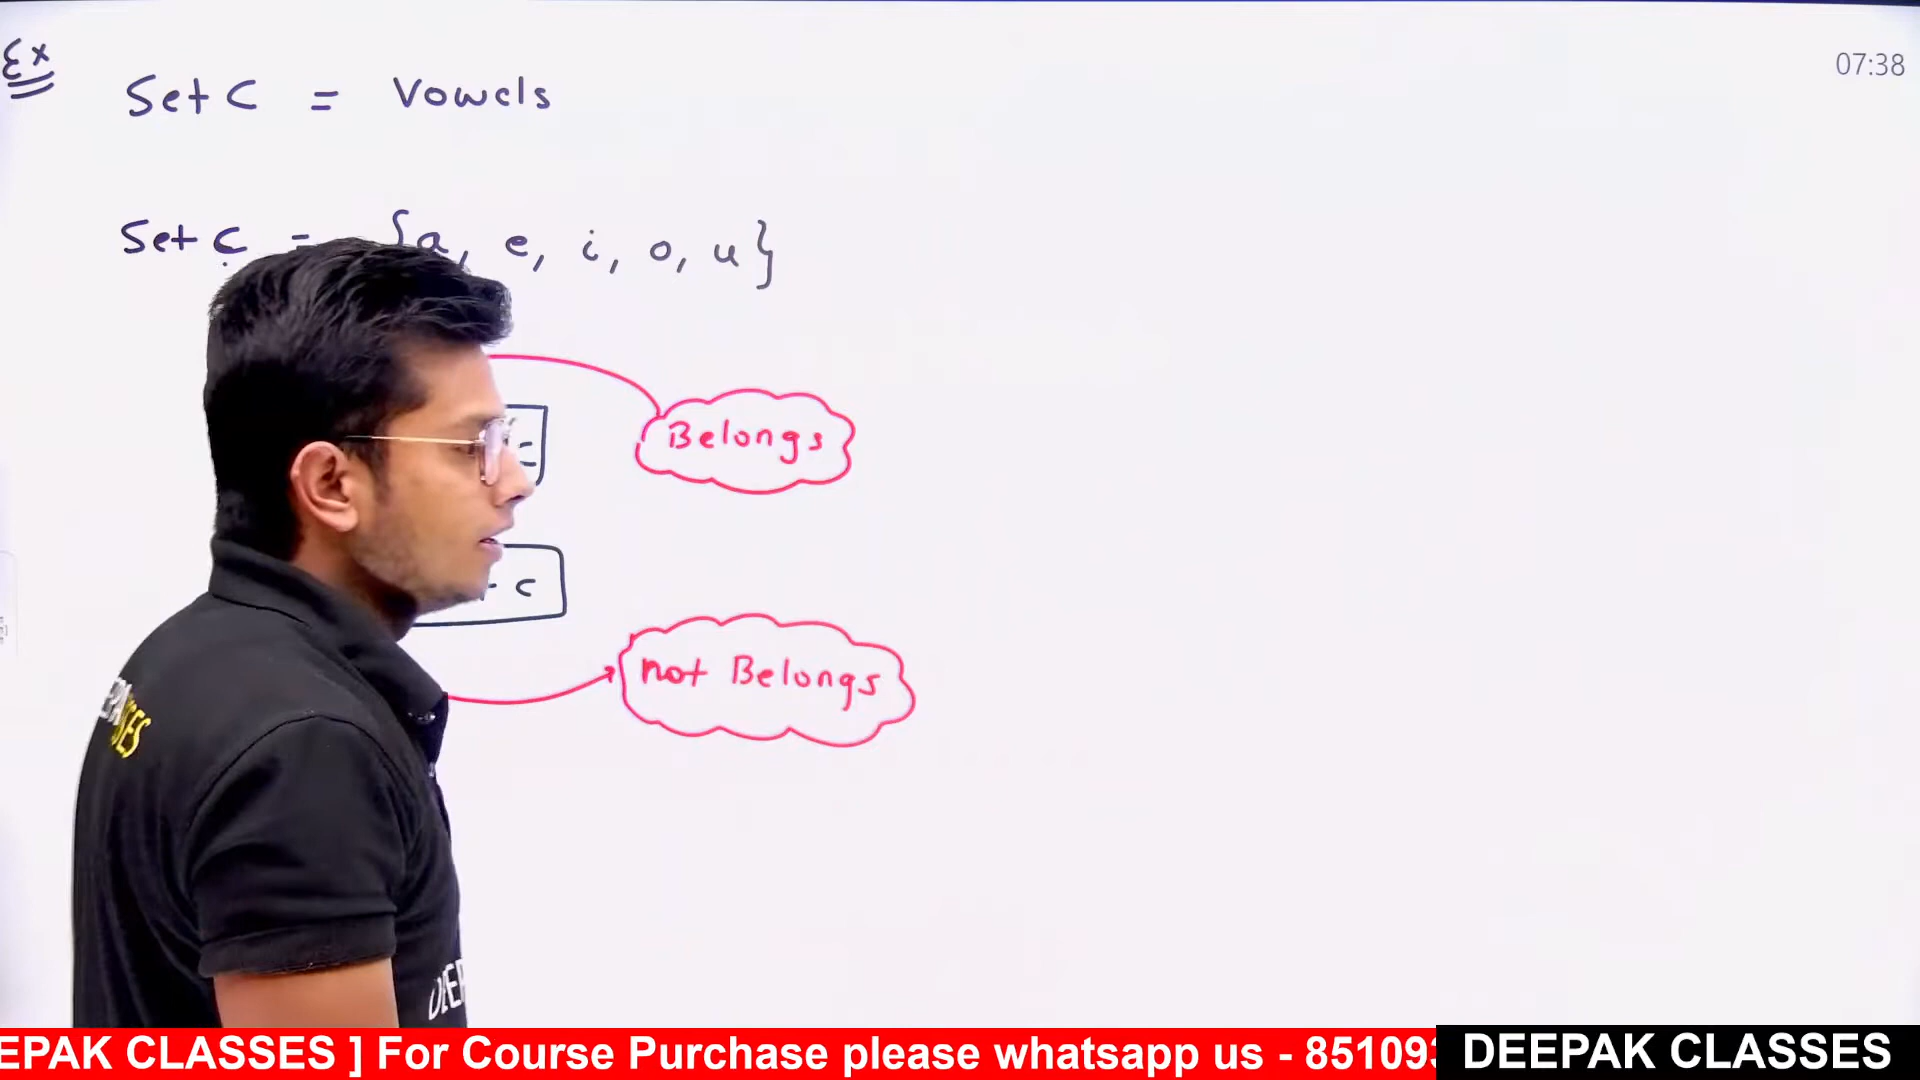 Ex
07:38
Set C = Vowels
Set C = {a, e, i, o, u}
Belongs
C
C
not Belongs
EPAK CLASSES ] For Course Purchase please whatsapp us - 85109
DEEPAK CLASSES